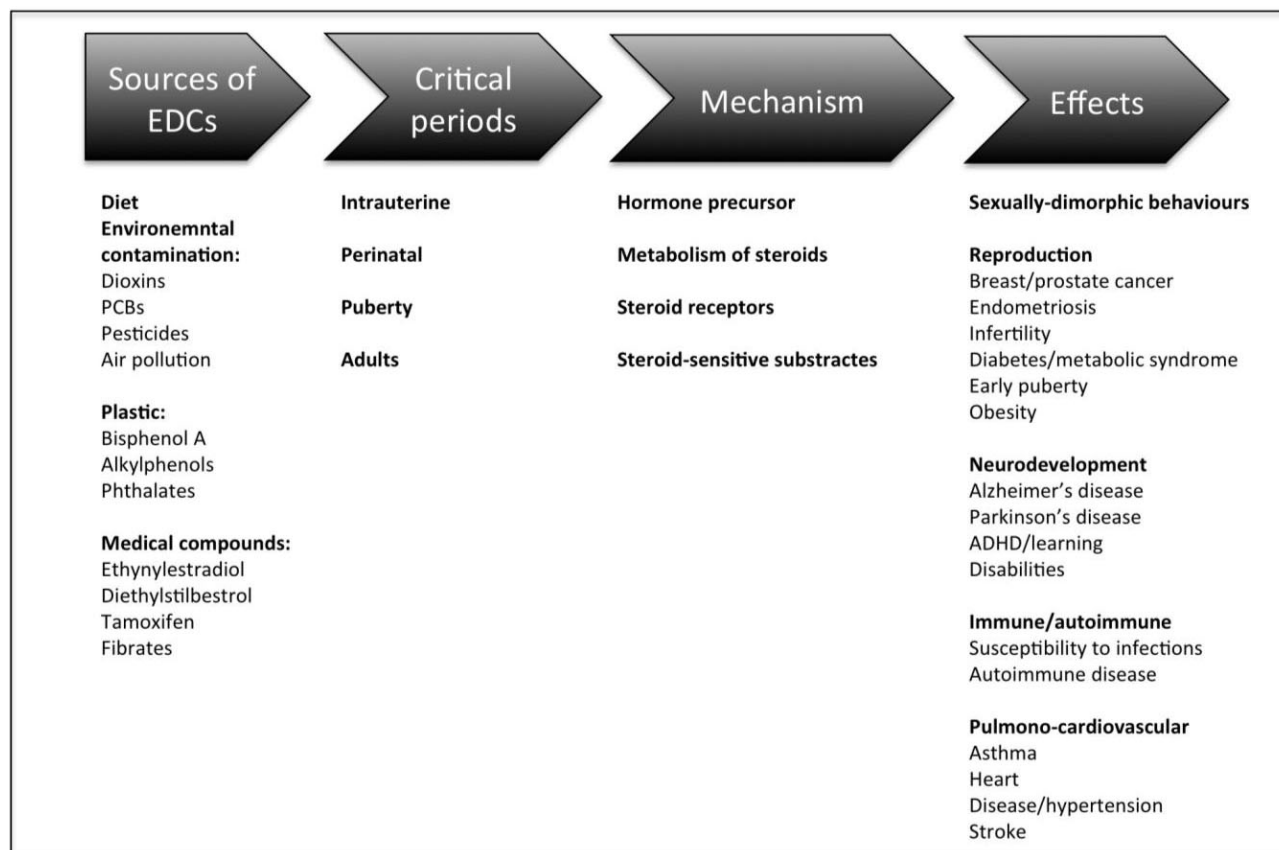 Sources of
EDCs
Critical
periods
Mechanism
Effects
Diet
Environemntal
contamination:
Dioxins
PCBs
Pesticides
Air pollution
Plastic:
Bisphenol A
Alkylphenols
Phthalates
Medical compounds:
Ethynylestradiol
Diethylstilbestrol
Tamoxifen
Fibrates
Intrauterine
Perinatal
Puberty
Adults
Hormone precursor
Metabolism of steroids
Steroid receptors
Steroid-sensitive substractes
Sexually-dimorphic behaviours
Reproduction
Breast/prostate cancer
Endometriosis
Infertility
Diabetes/metabolic syndrome
Early puberty
Obesity
Neurodevelopment
Alzheimer's disease
Parkinson's disease
ADHD/learning
Disabilities
Immune/autoimmune
Susceptibility to infections
Autoimmune disease
Pulmono-cardiovascular
Asthma
Heart
Disease/hypertension
Stroke